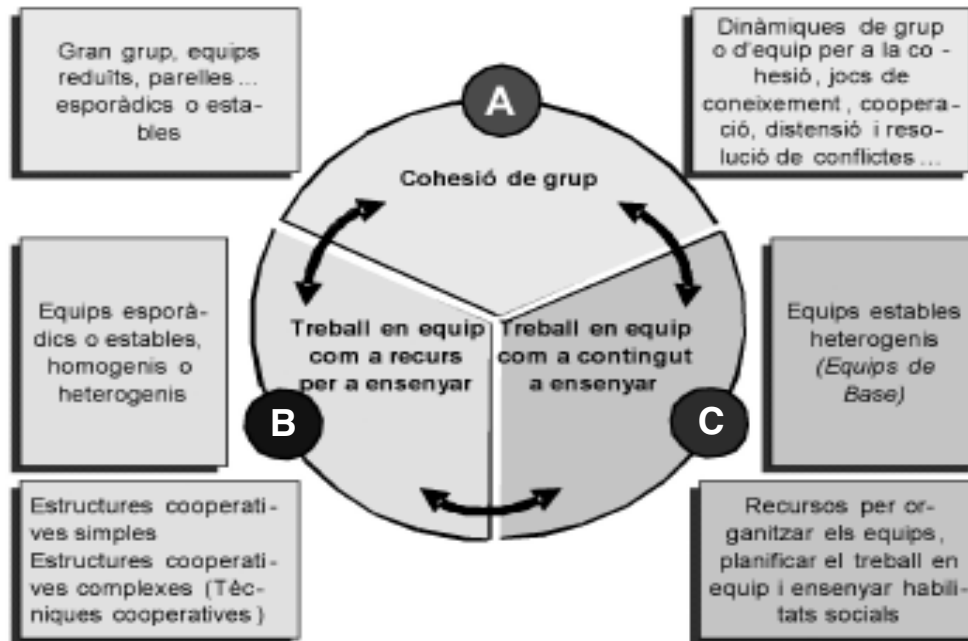 Gran grup, equips
reduïts, parelles...
esporàdics o esta-
bles
Dinàmiques de grup
o d'equip per a la co-
hesió, jocs de
coneixement, coopera-
ció, distensió i reso-
lució de conflictes ...
A
Cohesió de grup
Equips esporà-
dics o estables,
homogenis o
heterogenis
Treball en equip
com a recurs
per a ensenyar
Treball en equip
com a contingut
a ensenyar
Equips estables
heterogenis
(Equips de
Base)
B
C
Estructures cooperati-
ves simples
Estructures cooperati-
ves complexes (Tèc-
niques cooperatives)
Recursos per or-
ganitzar els equips,
planificar el treball en
equip i ensenyar habili-
tats socials